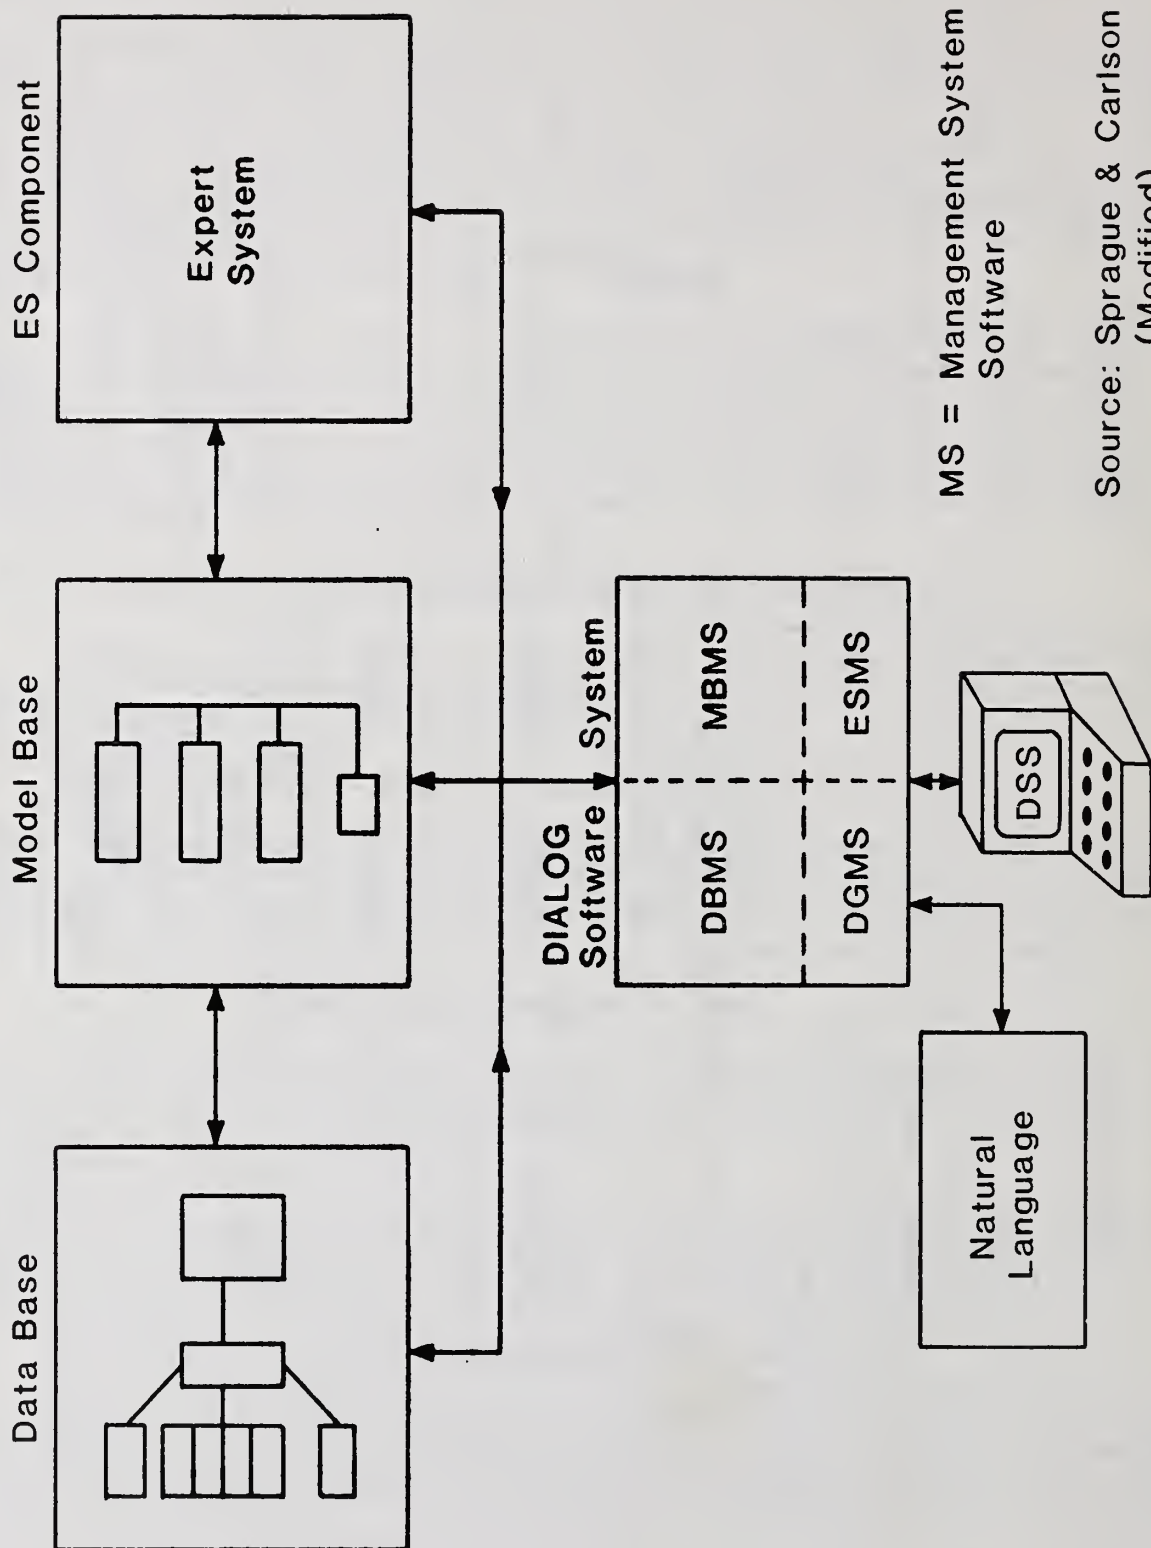 Data Base
Model Base
ES Component
Expert
System
DIALOG
Software System
DBMS
MBMS
DGMS
ESMS
Natural
Language
DSS
MS = Management System
Software
Source: Sprague & Carlson
(Modified)